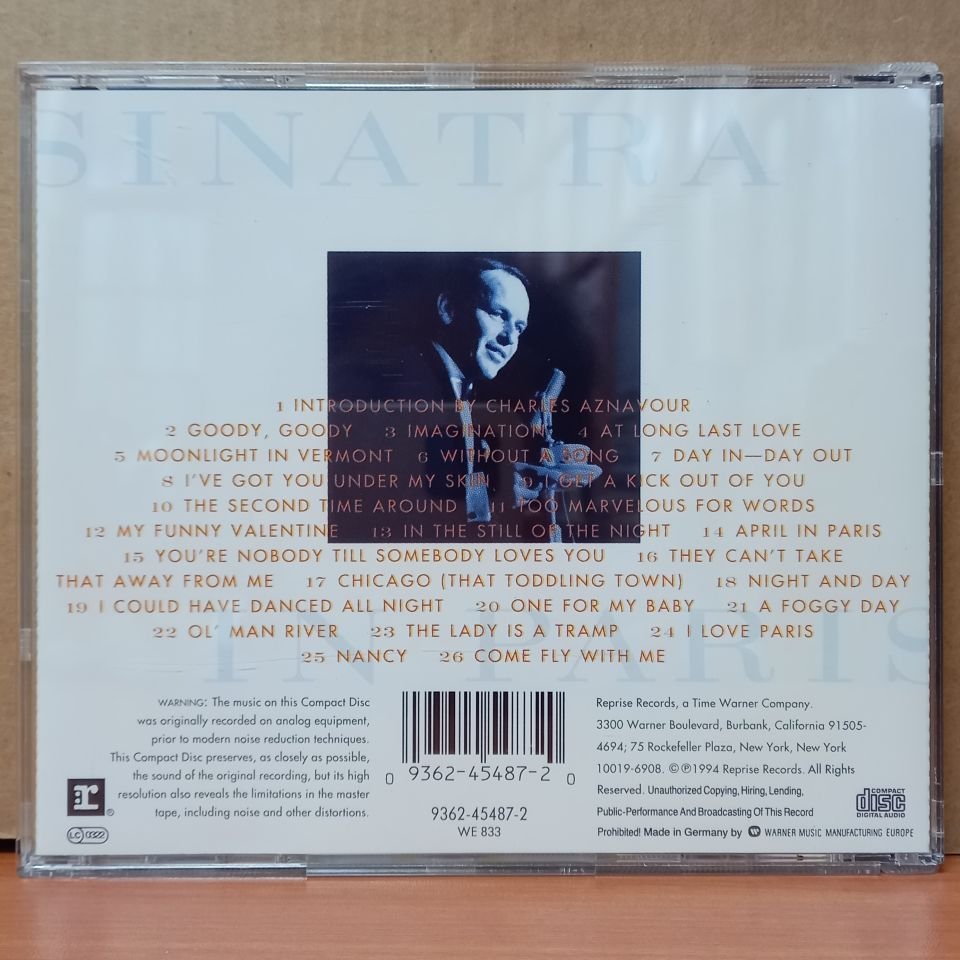 SINATRA
1 INTRODUCTION BY CHARLES AZNAVOUR
2 GOODY, GOODY 3 IMAGINATION 4 AT LONG LAST LOVE
5 MOONLIGHT IN VERMONT 6 WITHOUT A SONG 7 DAY IN—DAY OUT
8 I'VE GOT YOU UNDER MY SKIN 9 I GET A KICK OUT OF YOU
10 THE SECOND TIME AROUND 11 TOO MARVELOUS FOR WORDS
12 MY FUNNY VALENTINE 13 IN THE STILL OF THE NIGHT 14 APRIL IN PARIS
15 YOU'RE NOBODY TILL SOMEBODY LOVES YOU 16 THEY CAN'T TAKE
THAT AWAY FROM ME 17 CHICAGO (THAT TODDLING TOWN) 18 NIGHT AND DAY
19 I COULD HAVE DANCED ALL NIGHT 20 ONE FOR MY BABY 21 A FOGGY DAY
22 OL' MAN RIVER 23 THE LADY IS A TRAMP 24 I LOVE PARIS
25 NANCY 26 COME FLY WITH ME
IN PARIS
WARNING: The music on this Compact Disc
was originally recorded on analog equipment,
prior to modern noise reduction techniques.
This Compact Disc preserves, as closely as possible,
the sound of the original recording, but its high
resolution also reveals the limitations in the master
tape, including noise and other distortions.
r ®
LC 0322
0 9362-45487-2 0
9362-45487-2
WE 833
Reprise Records, a Time Warner Company.
3300 Warner Boulevard, Burbank, California 91505-
4694; 75 Rockefeller Plaza, New York, New York
10019-6908. © ℗ 1994 Reprise Records. All Rights
Reserved. Unauthorized Copying, Hiring, Lending,
Public-Performance And Broadcasting Of This Record
Prohibited! Made in Germany by WARNER MUSIC MANUFACTURING EUROPE
COMPACT
disc
DIGITAL AUDIO